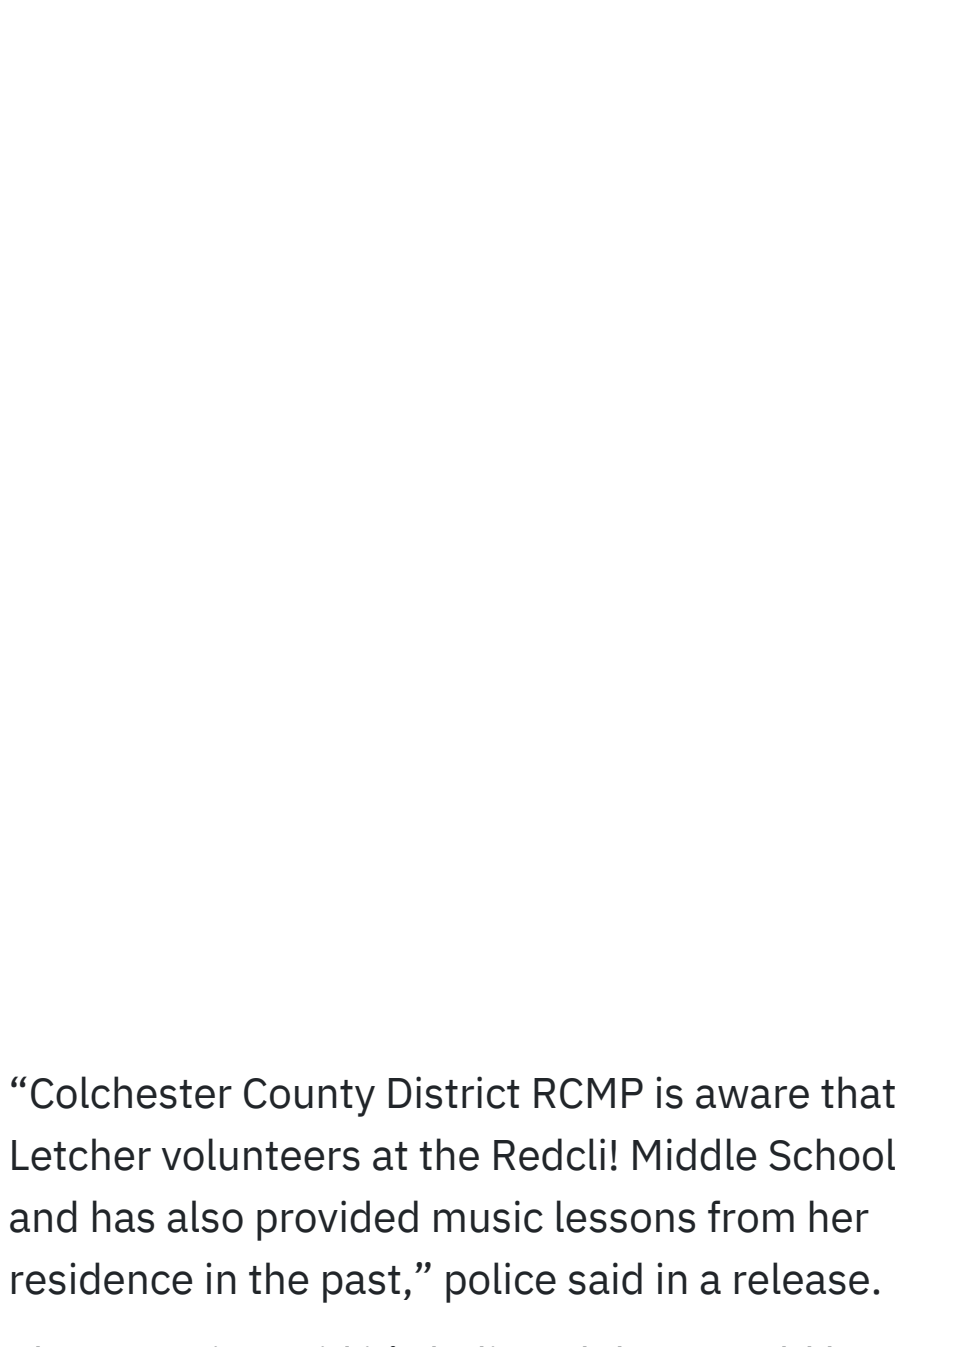 “Colchester County District RCMP is aware that
Letcher volunteers at the Redcli! Middle School
and has also provided music lessons from her
residence in the past,” police said in a release.